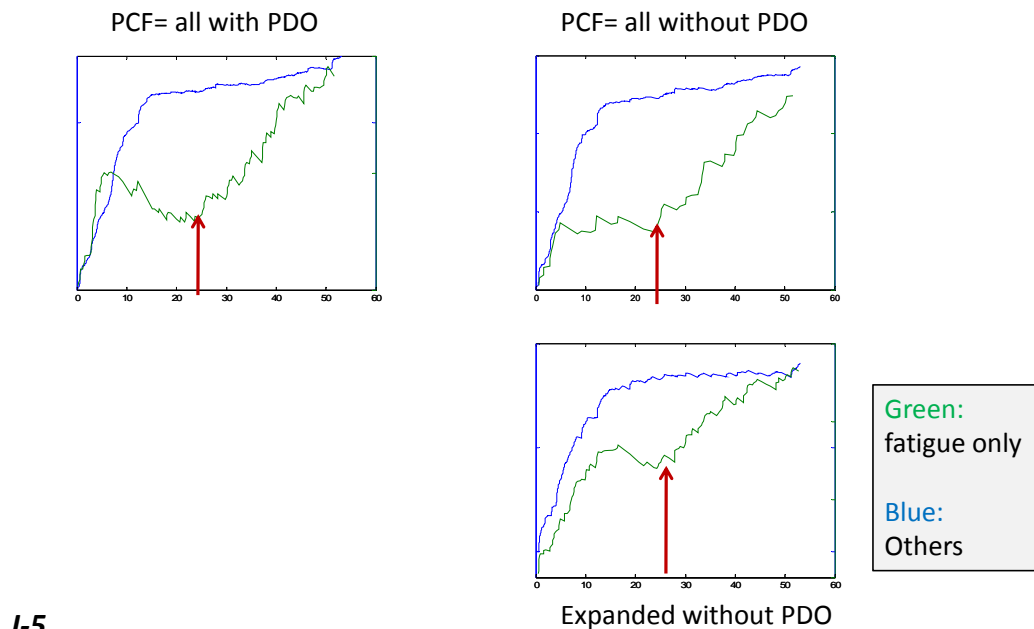 PCF= all with PDO
PCF= all without PDO
0 10 20 30 40 50 60
0 10 20 30 40 50 60
0 10 20 30 40 50 60
Green:
fatigue only
Blue:
Others
Expanded without PDO
I-5